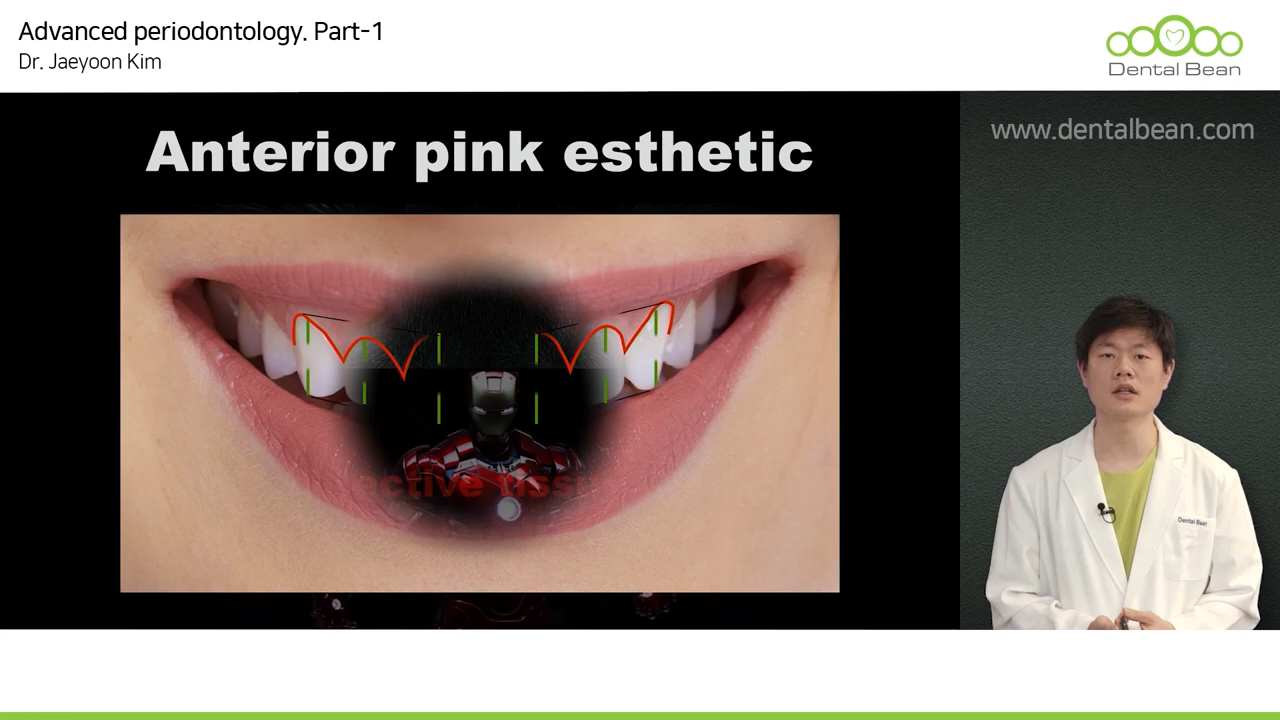 Advanced periodontology. Part-1
Dr. Jaeyoon Kim
Dental Bean
www.dentalbean.com
Anterior pink esthetic
Dental Bean